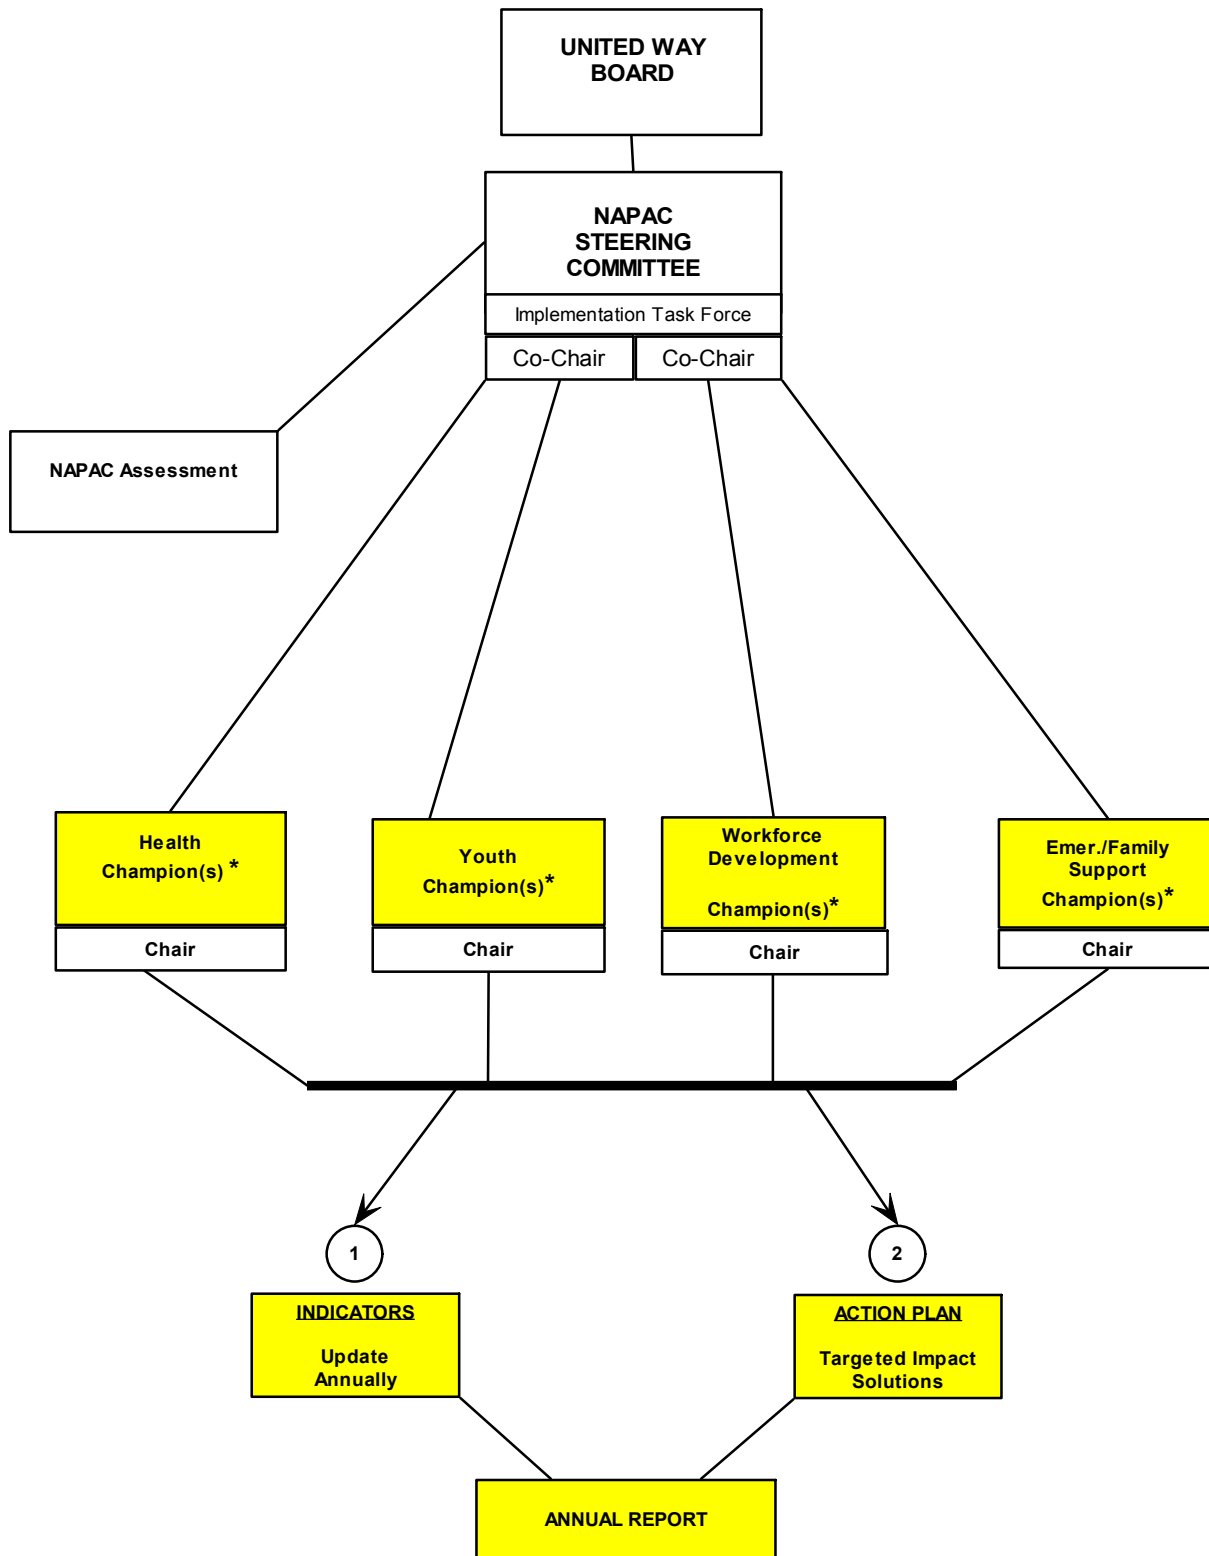 UNITED WAY
BOARD
NAPAC
STEERING
COMMITTEE
Implementation Task Force
Co-Chair
Co-Chair
NAPAC Assessment
Health
Champion(s) *
Chair
Youth
Champion(s)*
Chair
Workforce
Development
Champion(s)*
Chair
Emer./Family
Support
Champion(s)*
Chair
1
2
INDICATORS
Update
Annually
ACTION PLAN
Targeted Impact
Solutions
ANNUAL REPORT